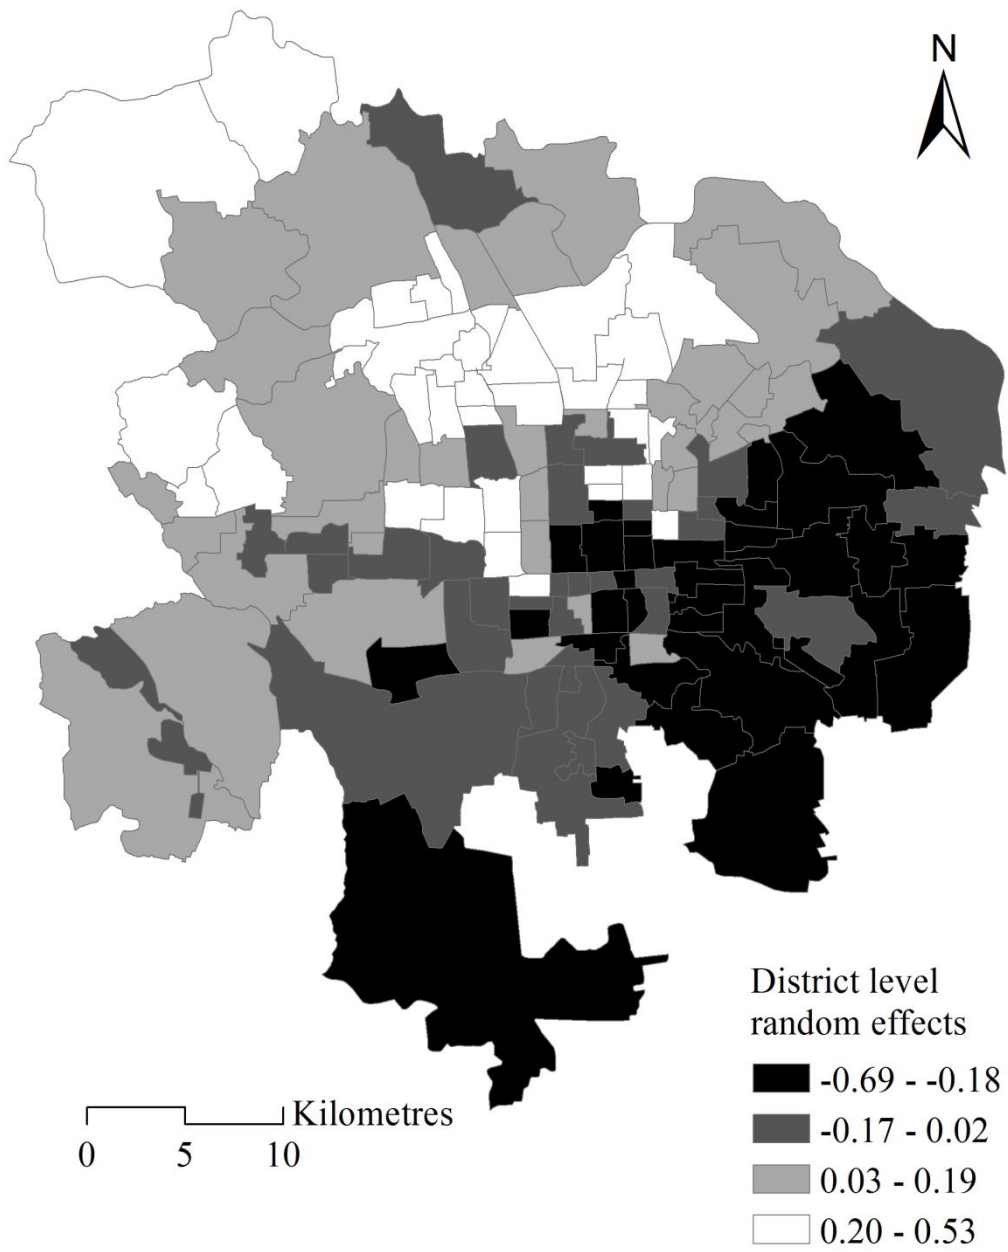 N
District level
random effects
-0.69 - -0.18
-0.17 - 0.02
0.03 - 0.19
0.20 - 0.53
Kilometres
0 5 10